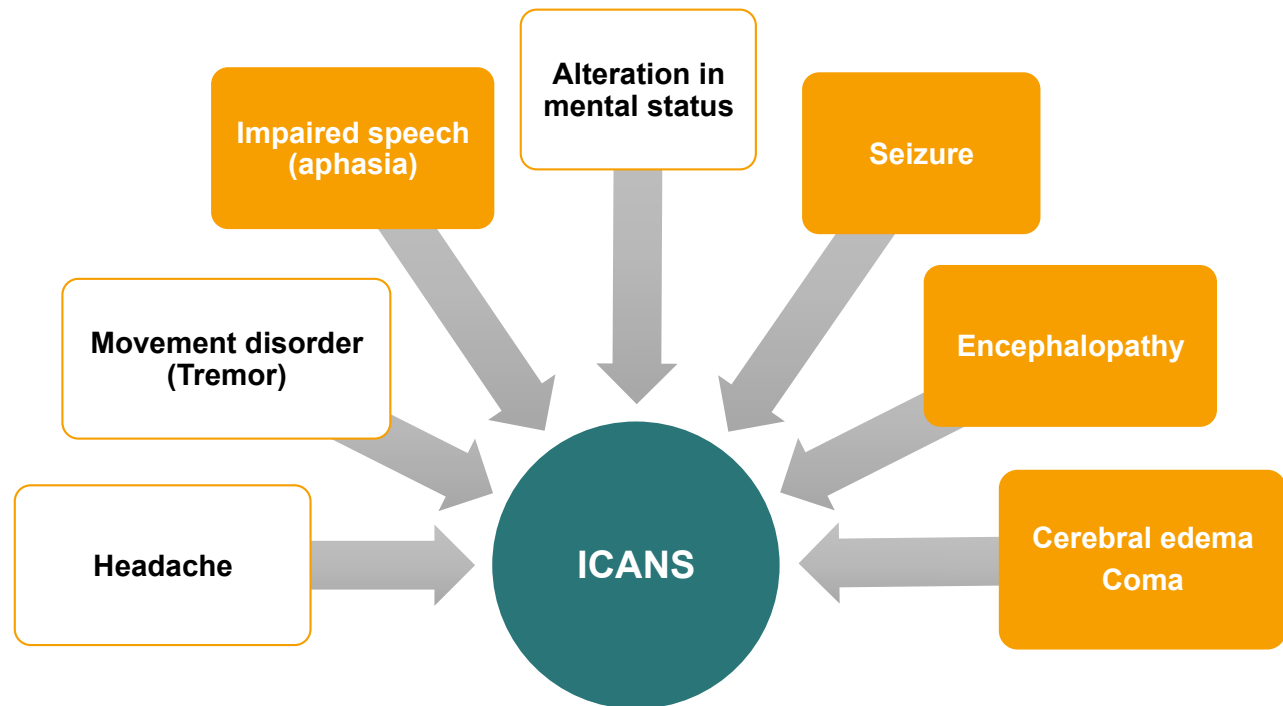 Alteration in
mental status
Impaired speech
(aphasia)
Seizure
Movement disorder
(Tremor)
Encephalopathy
Headache
ICANS
Cerebral edema
Coma